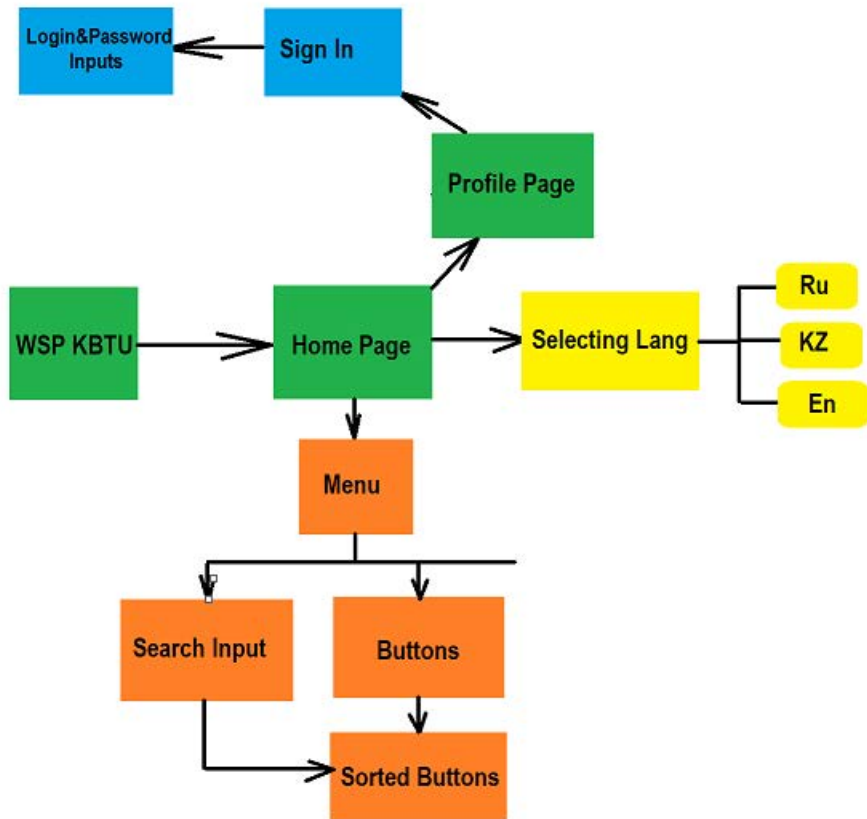 Login&Password
Inputs
Sign In
Profile Page
WSP KBTU
Home Page
Selecting Lang
Ru
KZ
En
Menu
Search Input
Buttons
Sorted Buttons